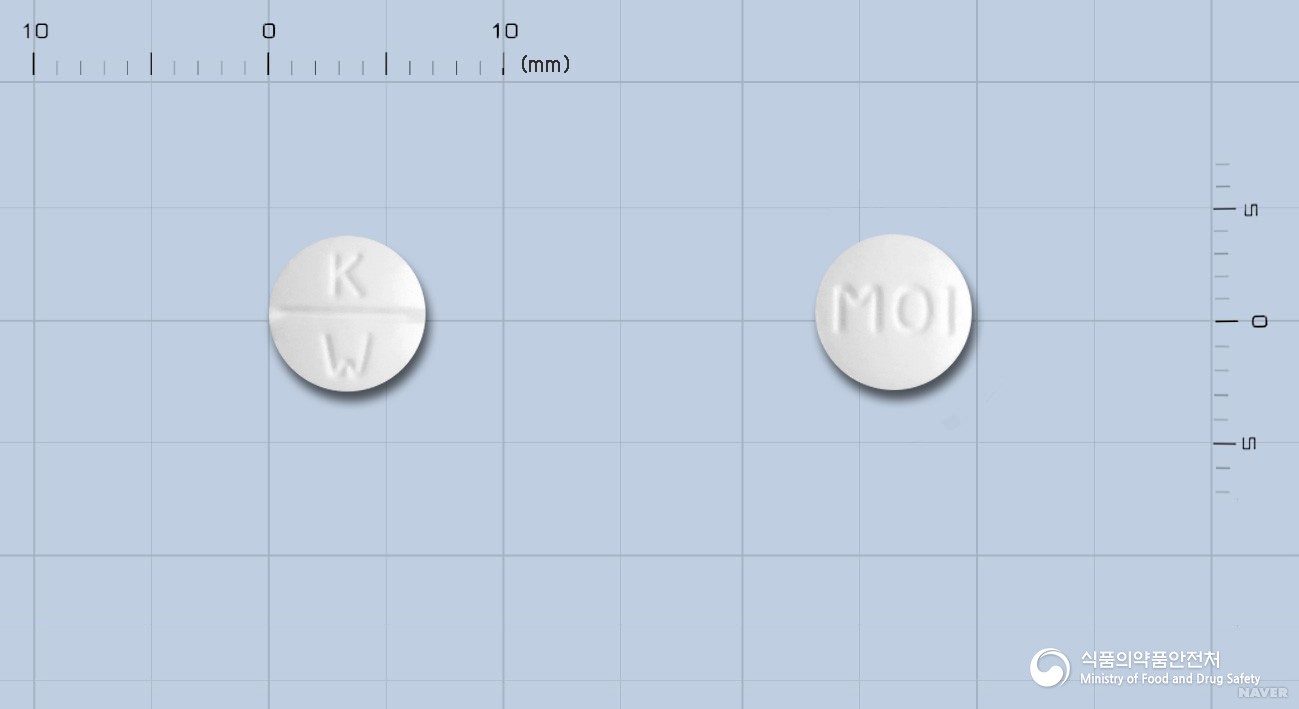 10 0 10
(mm)
K
W
MOI
5
0
5
식품의약품안전처
Ministry of Food and Drug Safety
NAVER